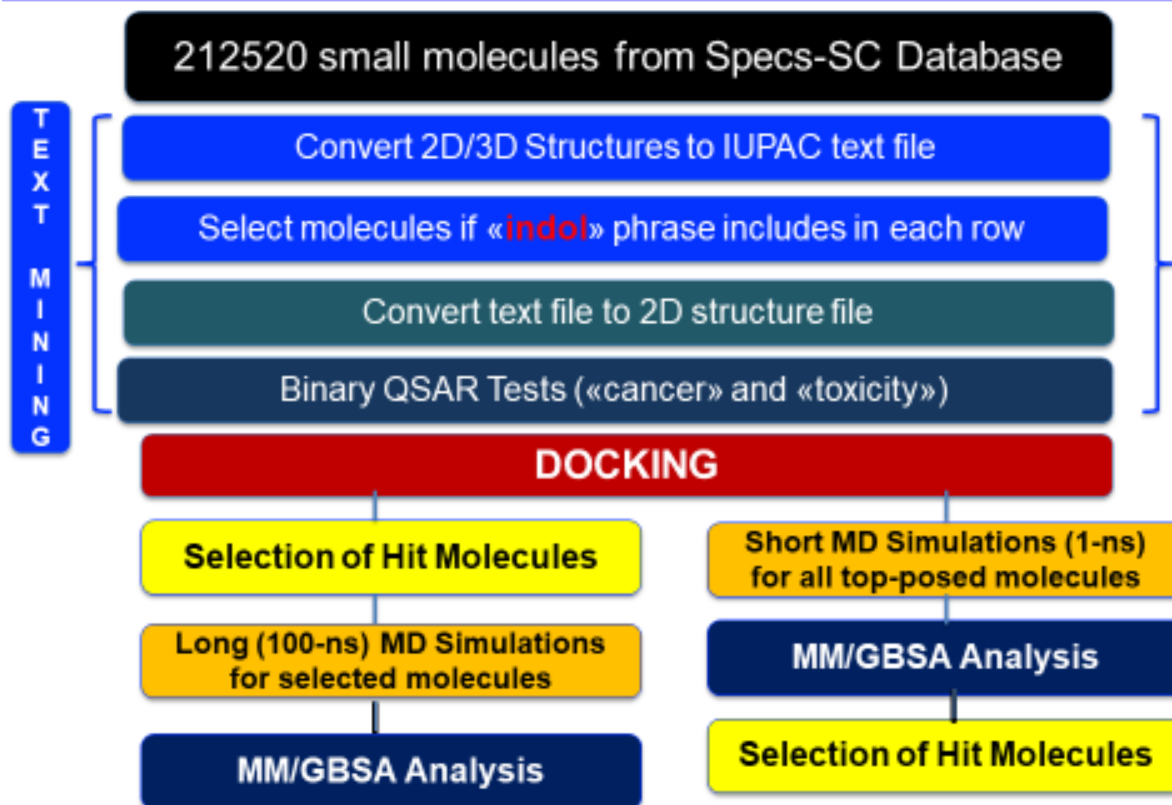 212520 small molecules from Specs-SC Database
TEXT MINING
Convert 2D/3D Structures to IUPAC text file
Select molecules if «indol» phrase includes in each row
Convert text file to 2D structure file
Binary QSAR Tests («cancer» and «toxicity»)
DOCKING
Selection of Hit Molecules
Long (100-ns) MD Simulations
for selected molecules
MM/GBSA Analysis
Short MD Simulations (1-ns)
for all top-posed molecules
MM/GBSA Analysis
Selection of Hit Molecules